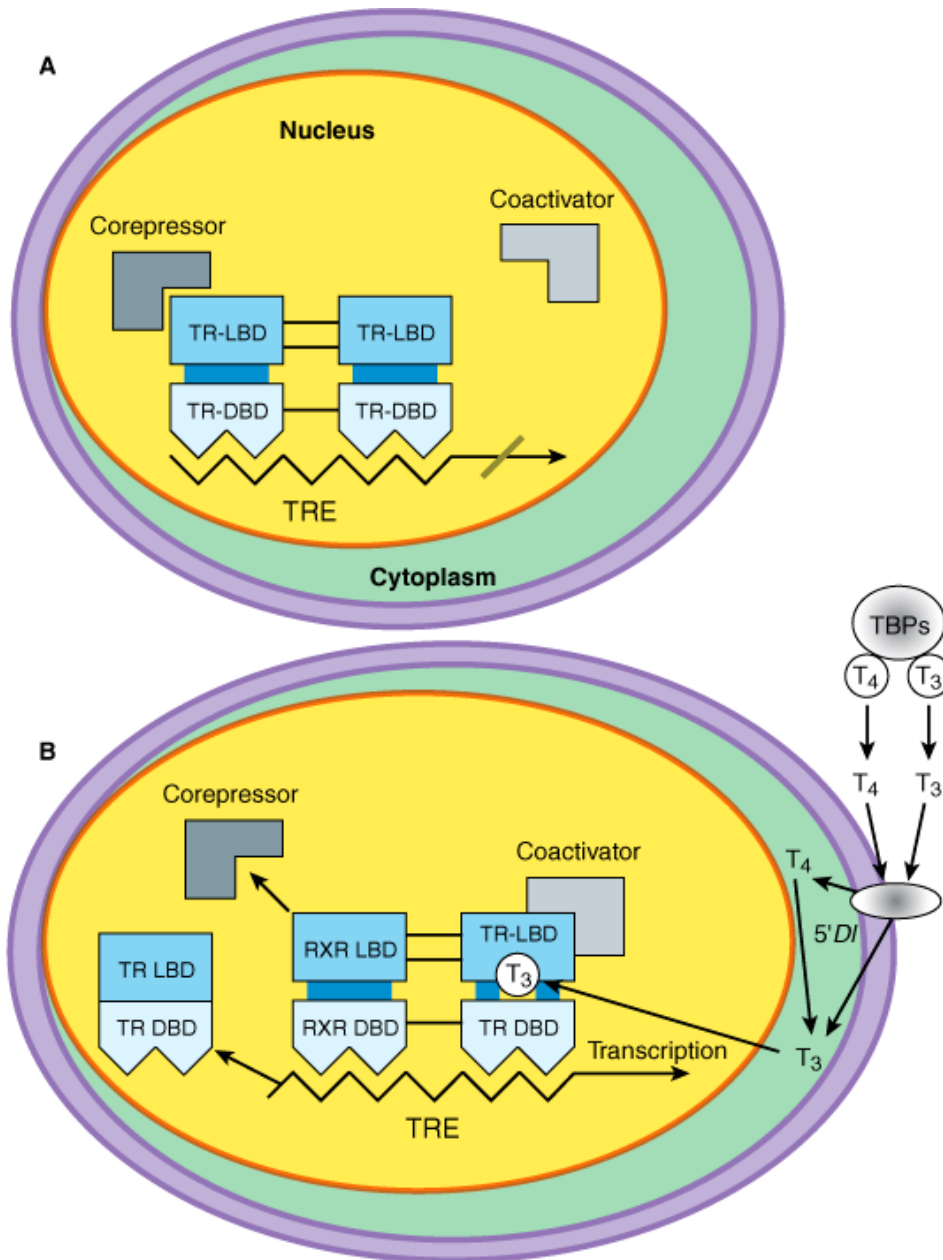 A
Nucleus
Corepressor
Coactivator
TR-LBD
TR-LBD
TR-DBD
TR-DBD
TRE
Cytoplasm
TBPs
T4
T3
B
T4
T3
Corepressor
Coactivator
T4
TR LBD
RXR LBD
TR-LBD
5'DI
T3
TR DBD
RXR DBD
TR DBD
Transcription
T3
TRE